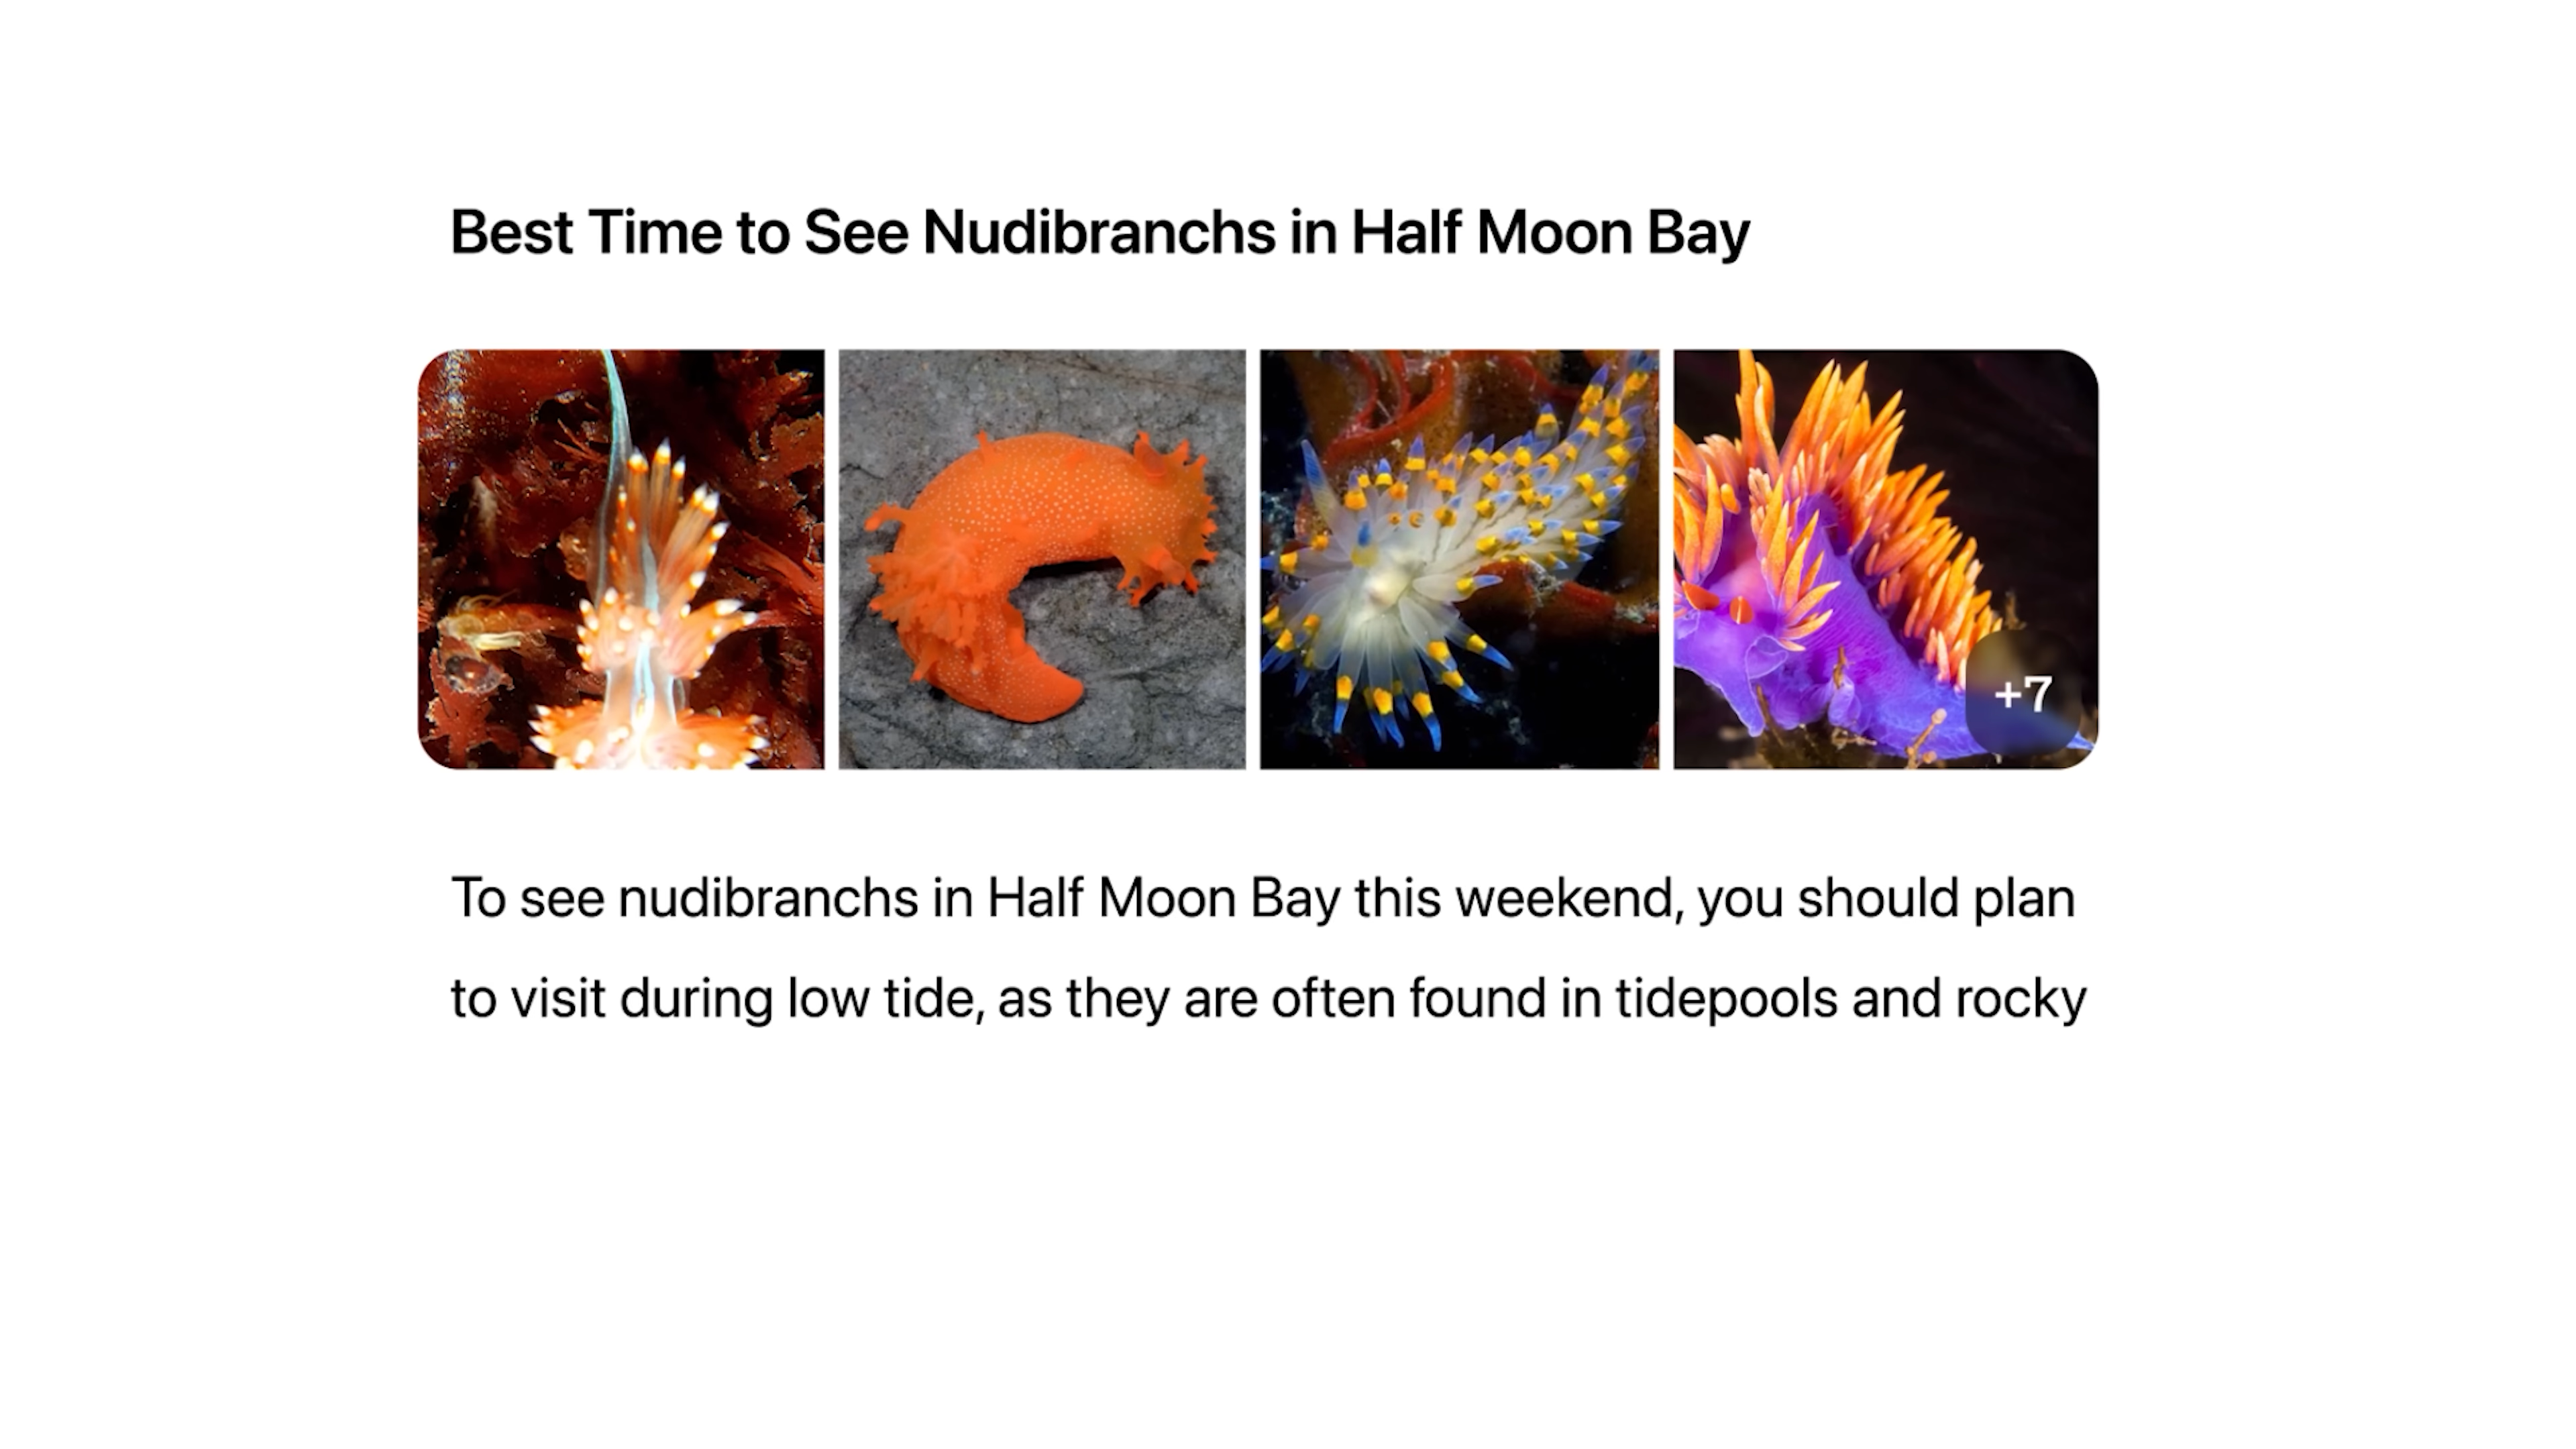 Best Time to See Nudibranchs in Half Moon Bay
+7
To see nudibranchs in Half Moon Bay this weekend, you should plan
to visit during low tide, as they are often found in tidepools and rocky